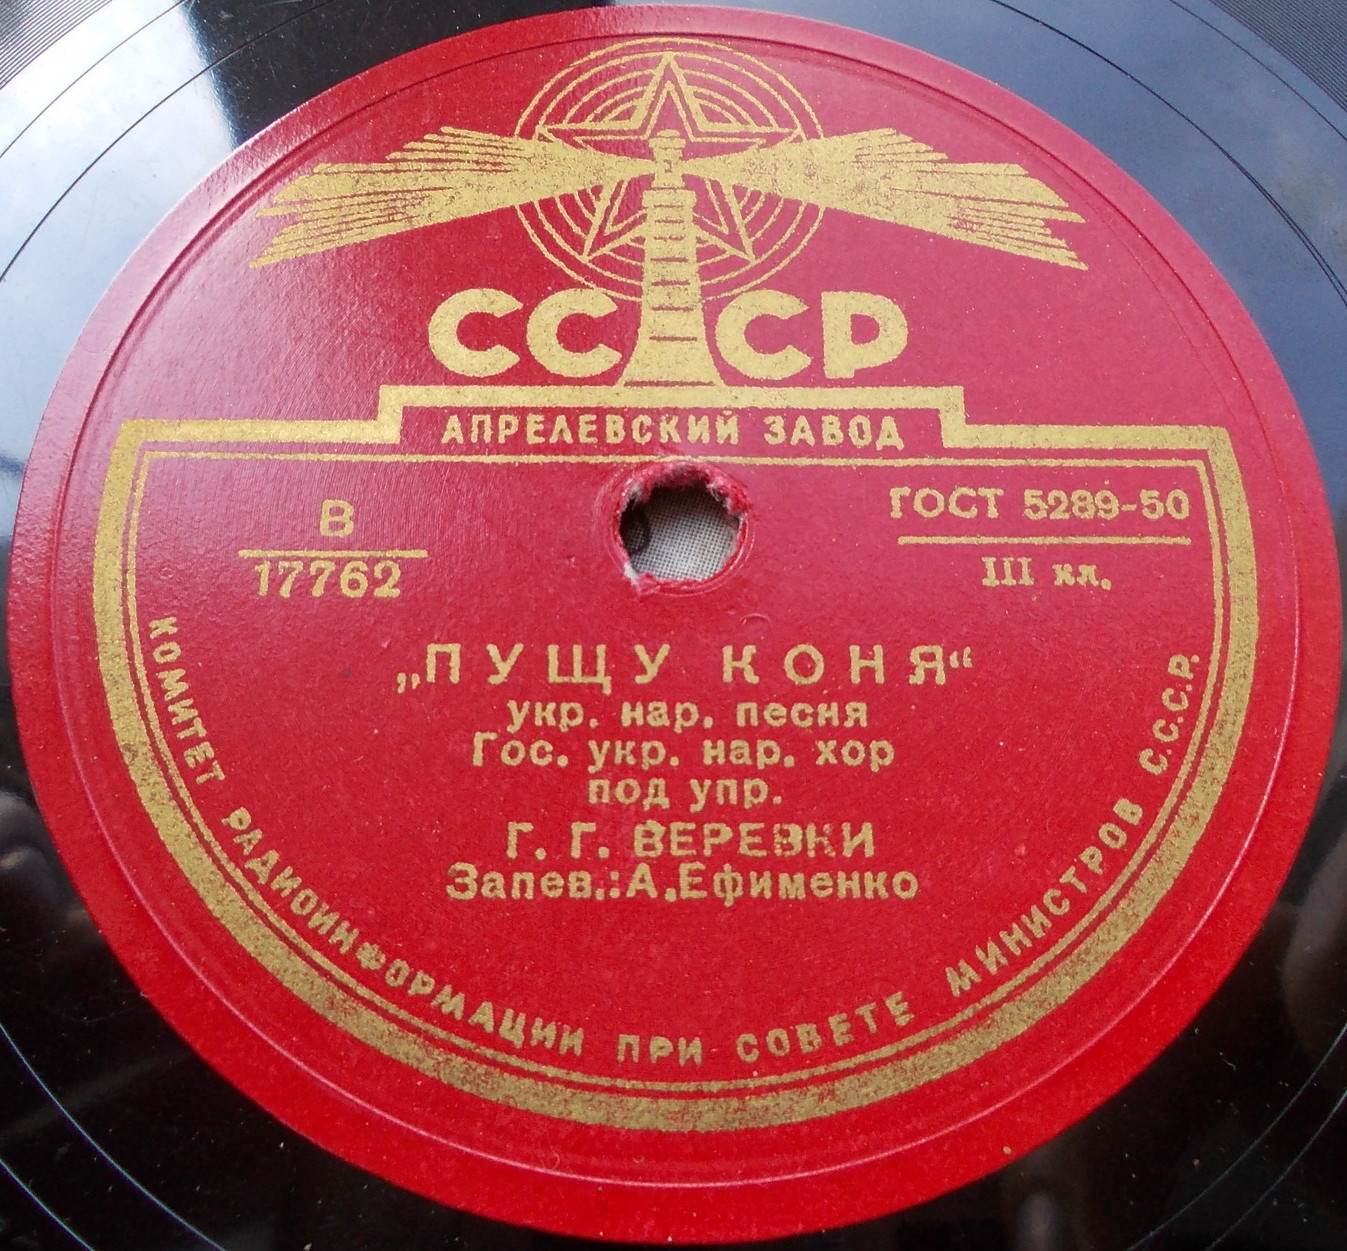 СССР
АПРЕЛЕВСКИЙ ЗАВОД
В
17762
ГОСТ 5289-50
III кл.
„ПУЩУ КОНЯ“
укр. нар. песня
Гос. укр. нар. хор
под упр.
Г. Г. ВЕРЕВКИ
Запев.: А. Ефименко
КОМИТЕТ РАДИОИНФОРМАЦИИ ПРИ СОВЕТЕ МИНИСТРОВ С.С.С.Р.